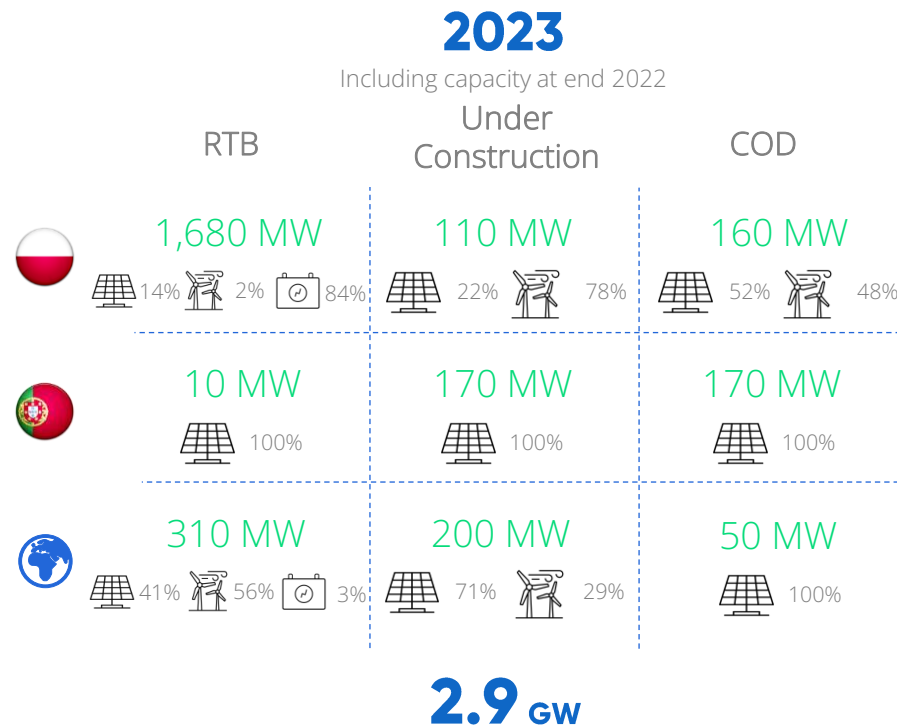 2023
Including capacity at end 2022
RTB
Under
Construction
COD
1,680 MW
110 MW
160 MW
14% 2% 84%
22% 78%
52% 48%
10 MW
170 MW
170 MW
100%
100%
100%
310 MW
200 MW
50 MW
41% 56% 3%
71% 29%
100%
2.9 GW